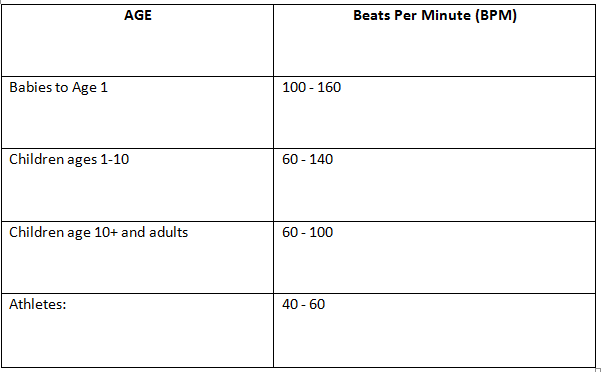 AGE Beats Per Minute (BPM)
Babies to Age 1 100 - 160
Children ages 1-10 60 - 140
Children age 10+ and adults 60 - 100
Athletes: 40 - 60